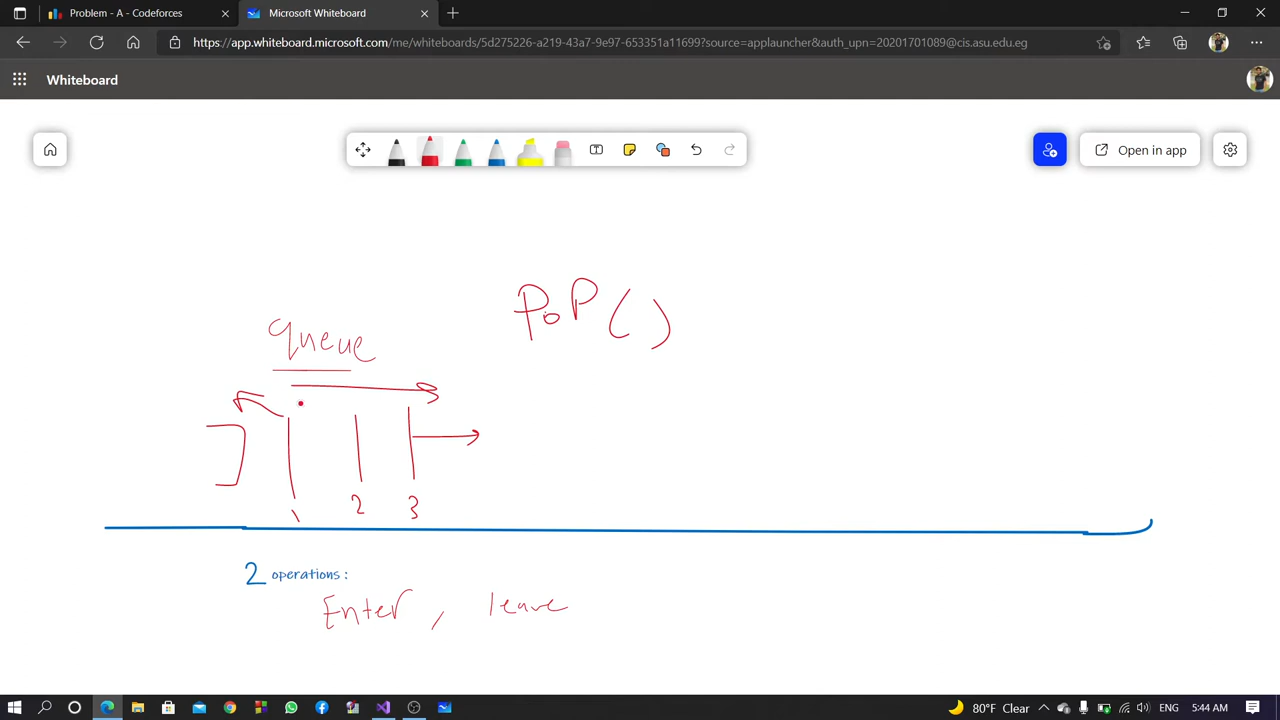 Problem - A - Codeforces
Microsoft Whiteboard
https://app.whiteboard.microsoft.com/me/whiteboards/5d275226-a219-43a7-9e97-653351a11699?source=applauncher&auth_upn=20201701089@cis.asu.edu.eg
Whiteboard
Open in app
PoP()
queue
1 2 3
2 operations:
Enter, leave
80°F Clear
ENG
5:44 AM